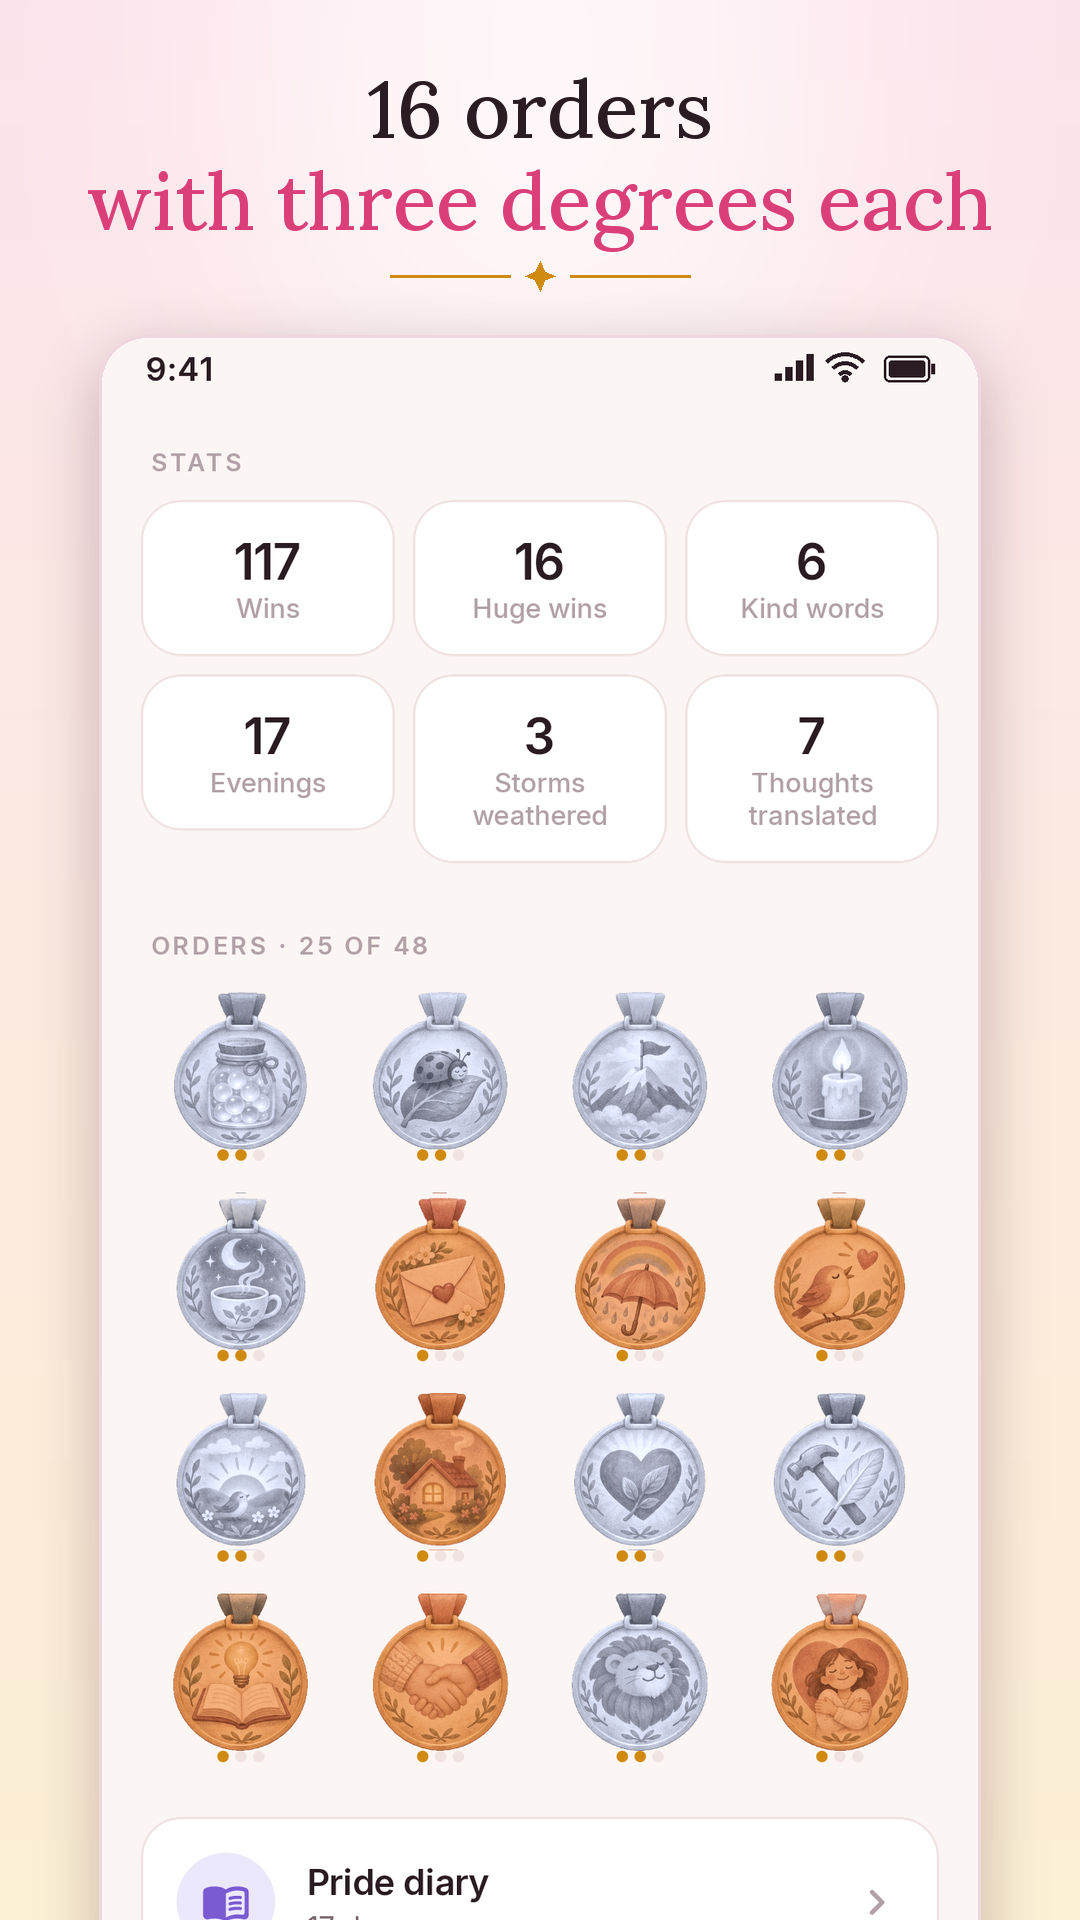 16 orders
with three degrees each
9:41
STATS
117
Wins
16
Huge wins
6
Kind words
17
Evenings
3
Storms
weathered
7
Thoughts
translated
ORDERS · 25 OF 48
Pride diary
17